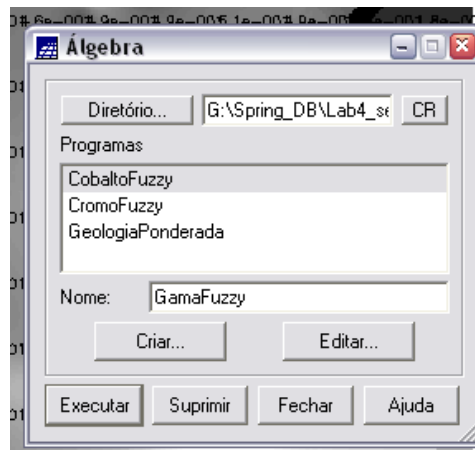 Álgebra
Diretório... G:\Spring_DB\Lab4_se CR
Programas
CobaltoFuzzy
CromoFuzzy
GeologiaPonderada
Nome: GamaFuzzy
Criar... Editar...
Executar Suprimir Fechar Ajuda